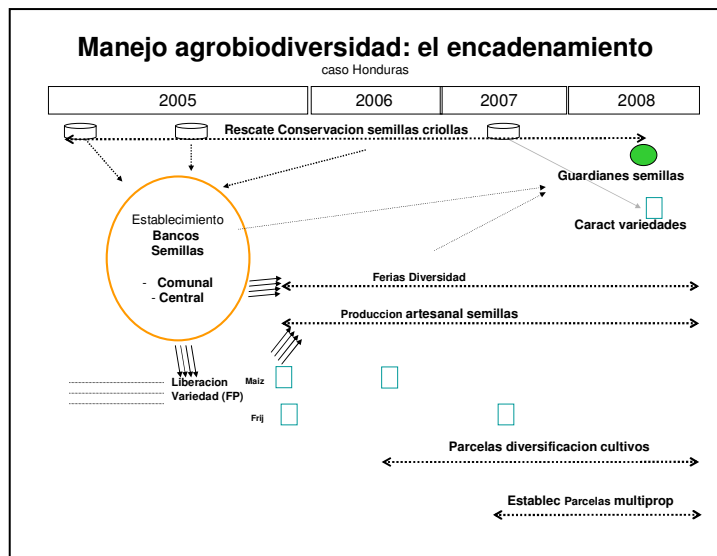 Manejo agrobiodiversidad: el encadenamiento
caso Honduras
2005
2006
2007
2008
Rescate Conservacion semillas criollas
Guardianes semillas
Caract variedades
Establecimiento
Bancos
Semillas
- Comunal
- Central
Ferias Diversidad
Produccion artesanal semillas
Liberacion
Variedad (FP)
Maiz
Frij
Parcelas diversificacion cultivos
Establec Parcelas multiprop